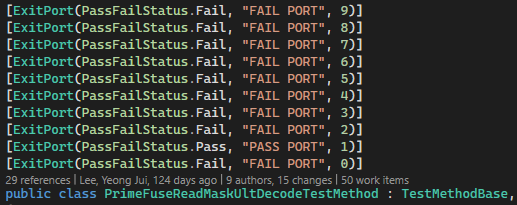 [ExitPort(PassFailStatus.Fail, "FAIL PORT", 9)]
[ExitPort(PassFailStatus.Fail, "FAIL PORT", 8)]
[ExitPort(PassFailStatus.Fail, "FAIL PORT", 7)]
[ExitPort(PassFailStatus.Fail, "FAIL PORT", 6)]
[ExitPort(PassFailStatus.Fail, "FAIL PORT", 5)]
[ExitPort(PassFailStatus.Fail, "FAIL PORT", 4)]
[ExitPort(PassFailStatus.Fail, "FAIL PORT", 3)]
[ExitPort(PassFailStatus.Fail, "FAIL PORT", 2)]
[ExitPort(PassFailStatus.Pass, "PASS PORT", 1)]
[ExitPort(PassFailStatus.Fail, "FAIL PORT", 0)]
29 references | Lee, Yeong Jui, 124 days ago | 9 authors, 15 changes | 50 work items
public class PrimeFuseReadMaskUltDecodeTestMethod : TestMethodBase,